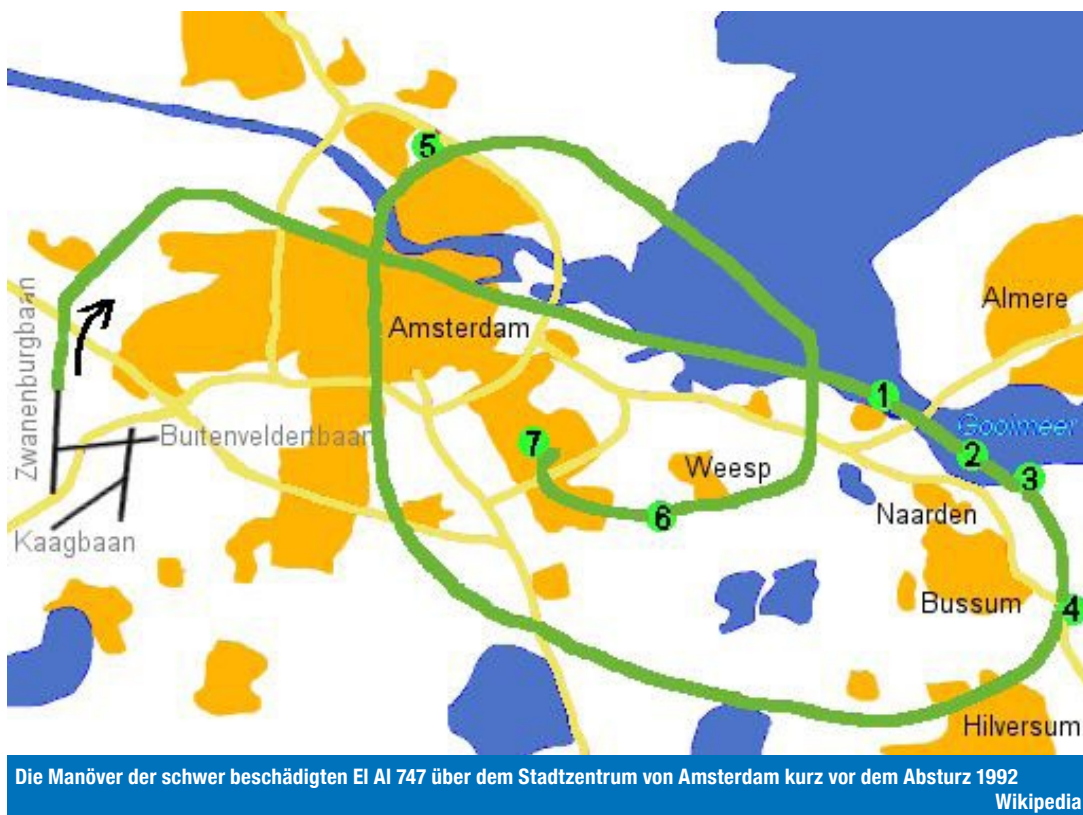 5
Almere
Zwanenburgbaan
Amsterdam
1
Gooimeer
Buitenveldertbaan
7
2
Weesp
3
6
Naarden
Kaagbaan
Bussum
4
Hilversum
Die Manöver der schwer beschädigten El Al 747 über dem Stadtzentrum von Amsterdam kurz vor dem Absturz 1992
Wikipedia